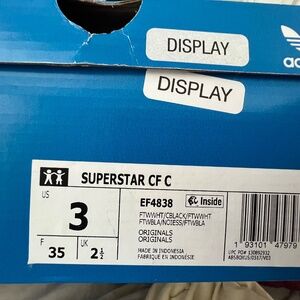 DISPLAY
DISPLAY
SUPERSTAR CF C
US
3
F
35
UK
2½
EF4838
Inside
FTWWHT/CBLACK/FTWWHT
FTWBLA/NOIESS/FTWBLA
ORIGINALS
ORIGINALS
MADE IN INDONESIA
FABRIQUÉ EN INDONÉSIE
1 93101 47979